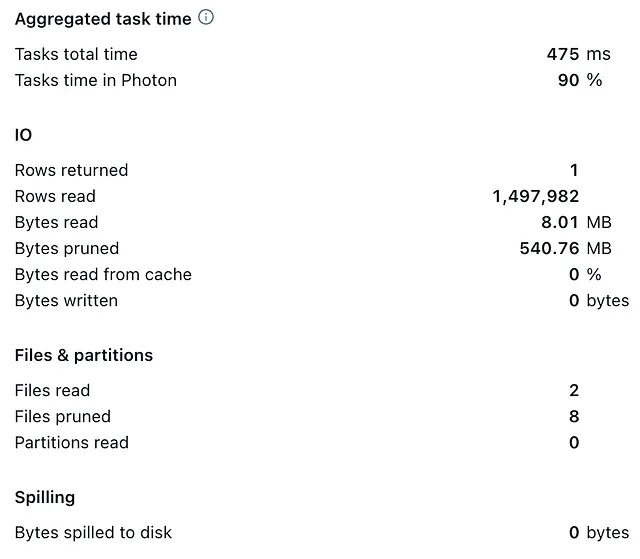 Aggregated task time
Tasks total time 475 ms
Tasks time in Photon 90 %
IO
Rows returned 1
Rows read 1,497,982
Bytes read 8.01 MB
Bytes pruned 540.76 MB
Bytes read from cache 0 %
Bytes written 0 bytes
Files & partitions
Files read 2
Files pruned 8
Partitions read 0
Spilling
Bytes spilled to disk 0 bytes